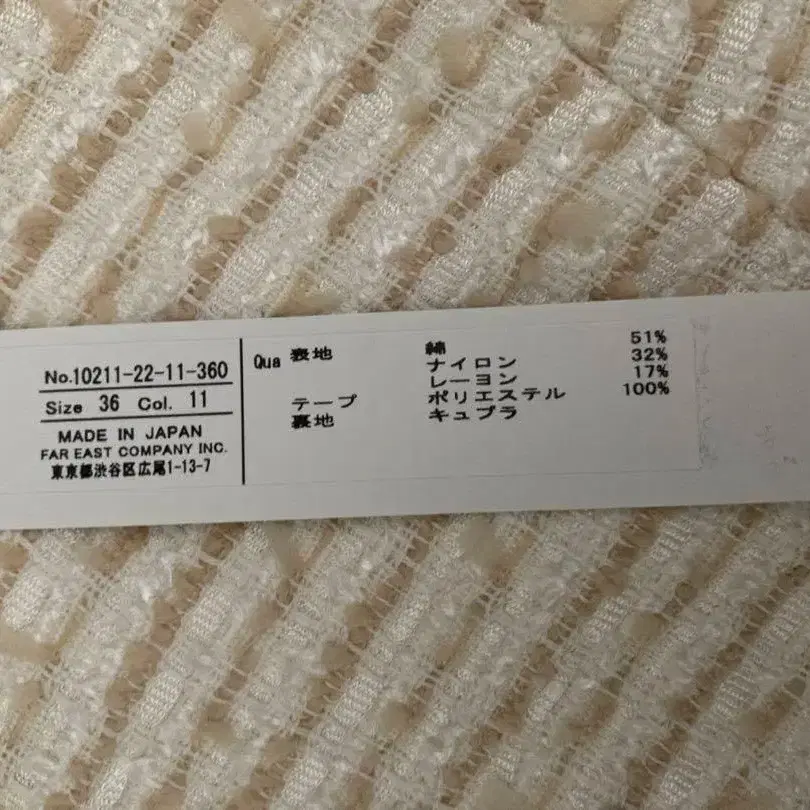 No.10211-22-11-360
Size 36 Col. 11
MADE IN JAPAN
FAR EAST COMPANY INC.
東京都渋谷区広尾1-13-7
Qua 表地 綿 51%
ナイロン 32%
レーヨン 17%
テープ ポリエステル 100%
裏地 キュプラ